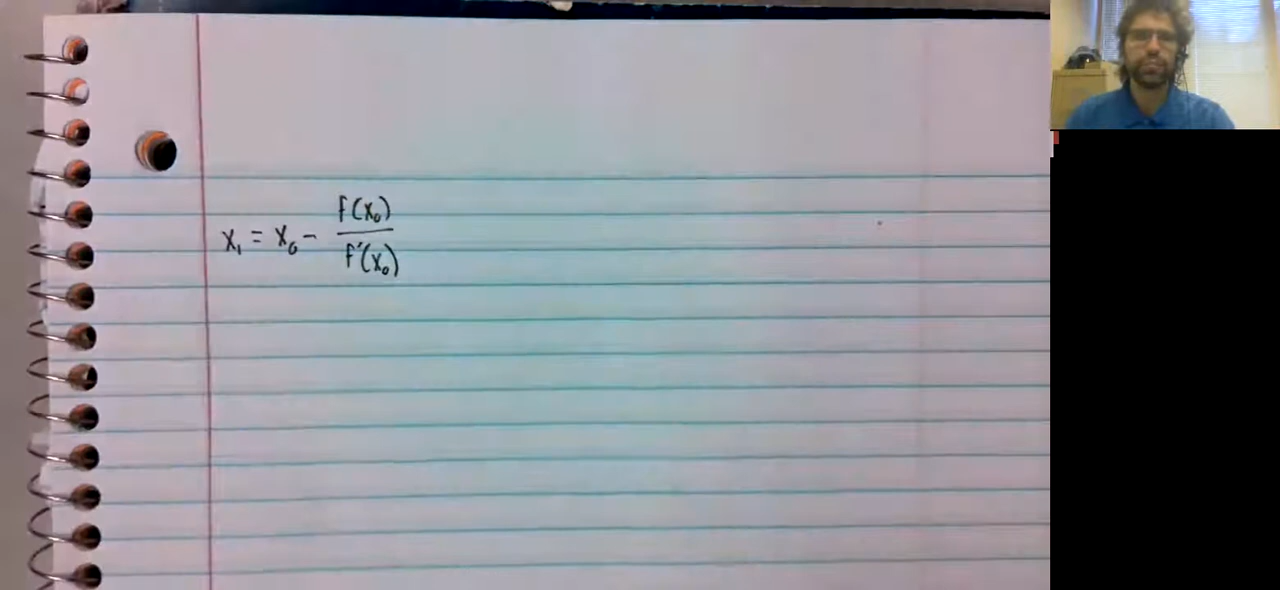 x₁ = x₀ - f(x₀) / f'(x₀)